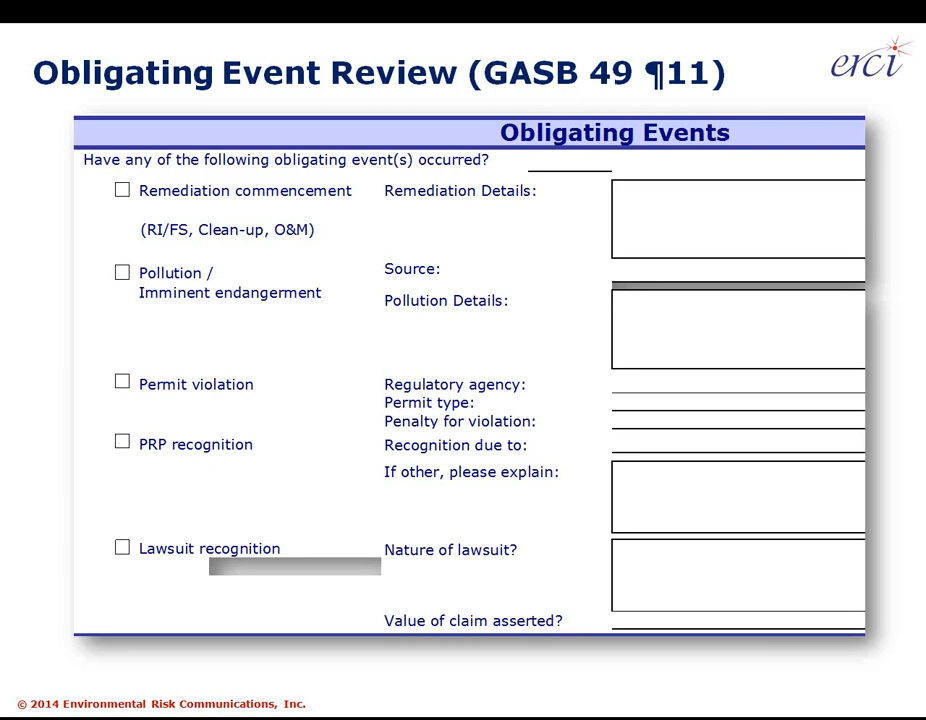 Obligating Event Review (GASB 49 ¶11)
erci
Obligating Events
Have any of the following obligating event(s) occurred?
Remediation commencement
Remediation Details:
(RI/FS, Clean-up, O&M)
Pollution /
Imminent endangerment
Source:
Pollution Details:
Permit violation
Regulatory agency:
Permit type:
Penalty for violation:
PRP recognition
Recognition due to:
If other, please explain:
Lawsuit recognition
Nature of lawsuit?
Value of claim asserted?
© 2014 Environmental Risk Communications, Inc.